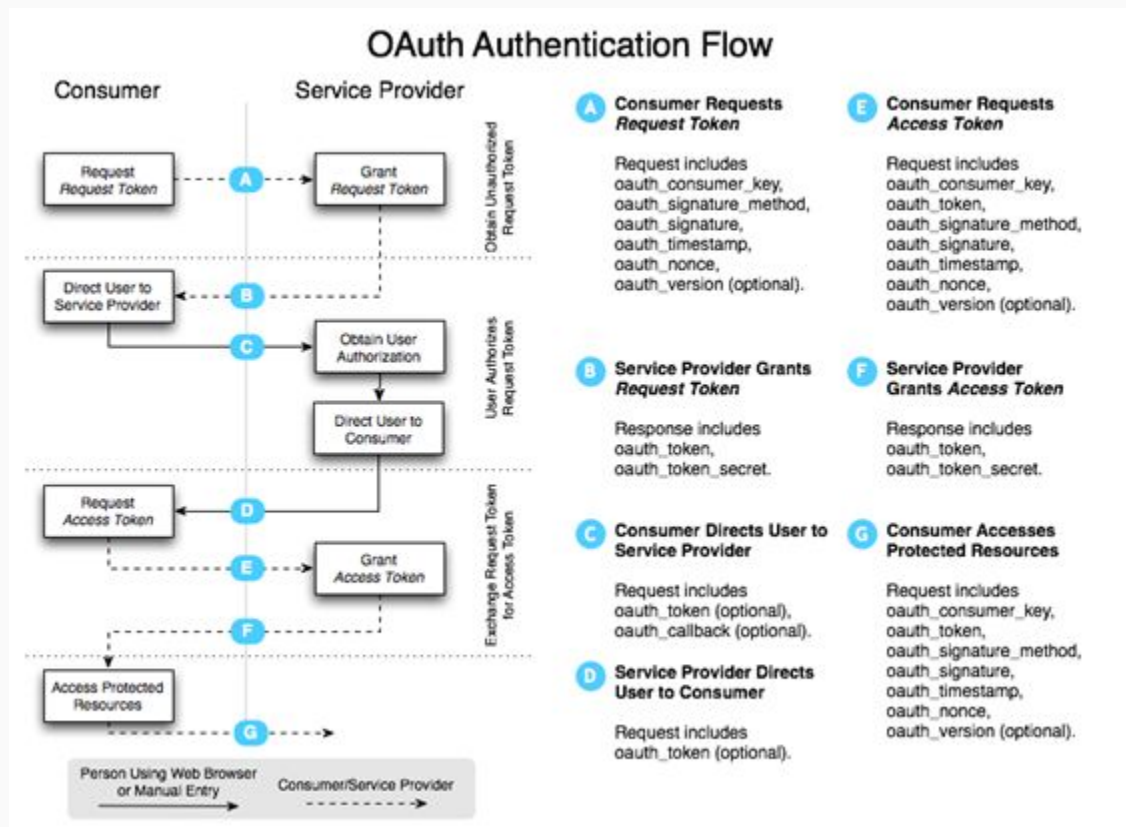 OAuth Authentication Flow
Consumer
Service Provider
Request
Request Token
A
Grant
Request Token
Obtain Unauthorized
Request Token
Direct User to
Service Provider
B
C
Obtain User
Authorization
Direct User to
Consumer
User Authorizes
Request Token
Request
Access Token
D
E
Grant
Access Token
F
Exchange Request Token
for Access Token
Access Protected
Resources
G
Person Using Web Browser
or Manual Entry
Consumer/Service Provider
A
Consumer Requests
Request Token
Request includes
oauth_consumer_key,
oauth_signature_method,
oauth_signature,
oauth_timestamp,
oauth_nonce,
oauth_version (optional).
B
Service Provider Grants
Request Token
Response includes
oauth_token,
oauth_token_secret.
C
Consumer Directs User to
Service Provider
Request includes
oauth_token (optional),
oauth_callback (optional).
D
Service Provider Directs
User to Consumer
Request includes
oauth_token (optional).
E
Consumer Requests
Access Token
Request includes
oauth_consumer_key,
oauth_token,
oauth_signature_method,
oauth_signature,
oauth_timestamp,
oauth_nonce,
oauth_version (optional).
F
Service Provider
Grants Access Token
Response includes
oauth_token,
oauth_token_secret.
G
Consumer Accesses
Protected Resources
Request includes
oauth_consumer_key,
oauth_token,
oauth_signature_method,
oauth_signature,
oauth_timestamp,
oauth_nonce,
oauth_version (optional).